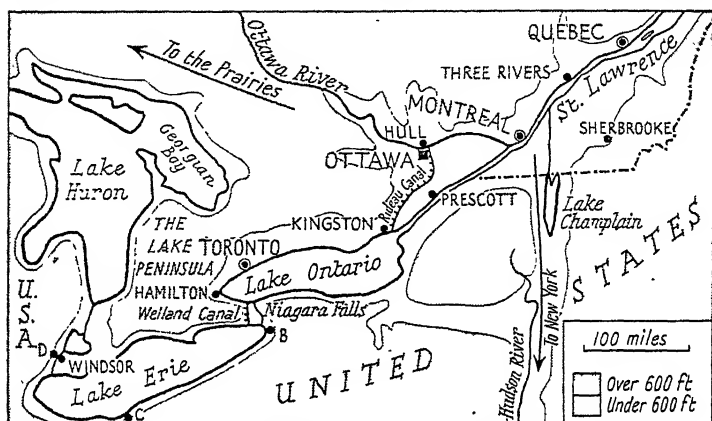 QUEBEC
Ottawa River
To the Prairies
THREE RIVERS
St. Lawrence
MONTREAL
HULL
SHERBROOKE
Georgian Bay
OTTAWA
Lake Huron
Rideau Canal
PRESCOTT
Lake Champlain
THE LAKE PENINSULA
KINGSTON
TORONTO
Lake Ontario
HAMILTON
Welland Canal
Niagara Falls
U.S.A.
D
WINDSOR
B
Lake Erie
C
UNITED STATES
To New York
Hudson River
100 miles
Over 600 ft
Under 600 ft